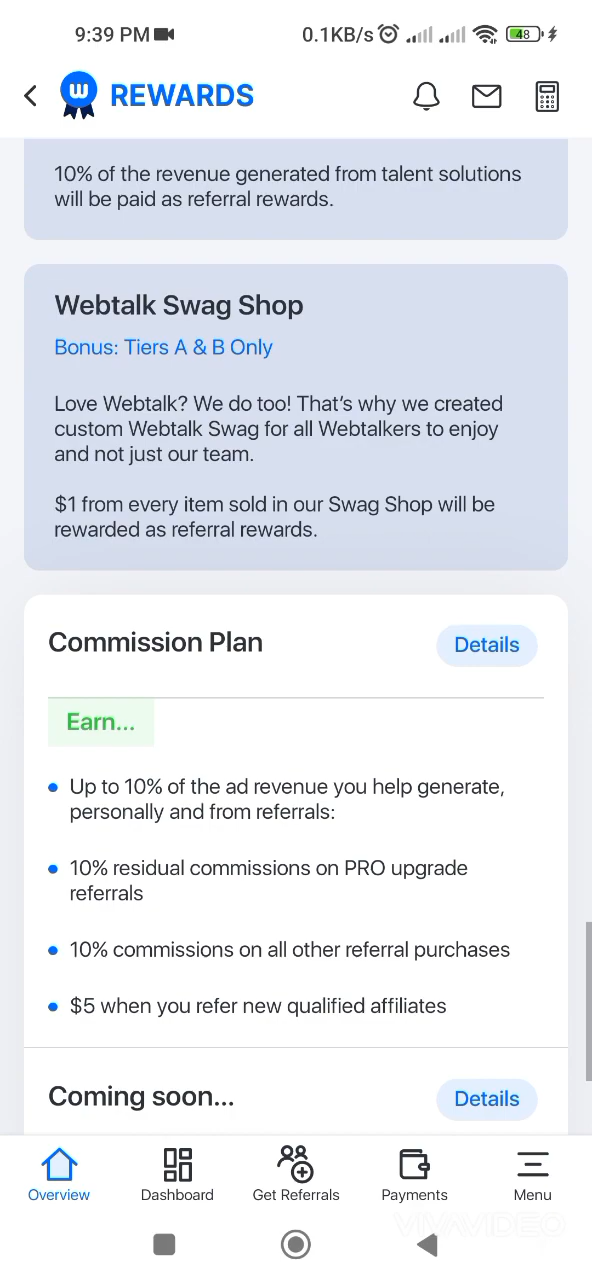 9:39 PM 0.1KB/s 48
W REWARDS
10% of the revenue generated from talent solutions
will be paid as referral rewards.
Webtalk Swag Shop
Bonus: Tiers A & B Only
Love Webtalk? We do too! That's why we created
custom Webtalk Swag for all Webtalkers to enjoy
and not just our team.
$1 from every item sold in our Swag Shop will be
rewarded as referral rewards.
Commission Plan Details
Earn...
Up to 10% of the ad revenue you help generate,
personally and from referrals:
10% residual commissions on PRO upgrade
referrals
10% commissions on all other referral purchases
$5 when you refer new qualified affiliates
Coming soon... Details
Overview Dashboard Get Referrals Payments Menu
VIVAVIDEO